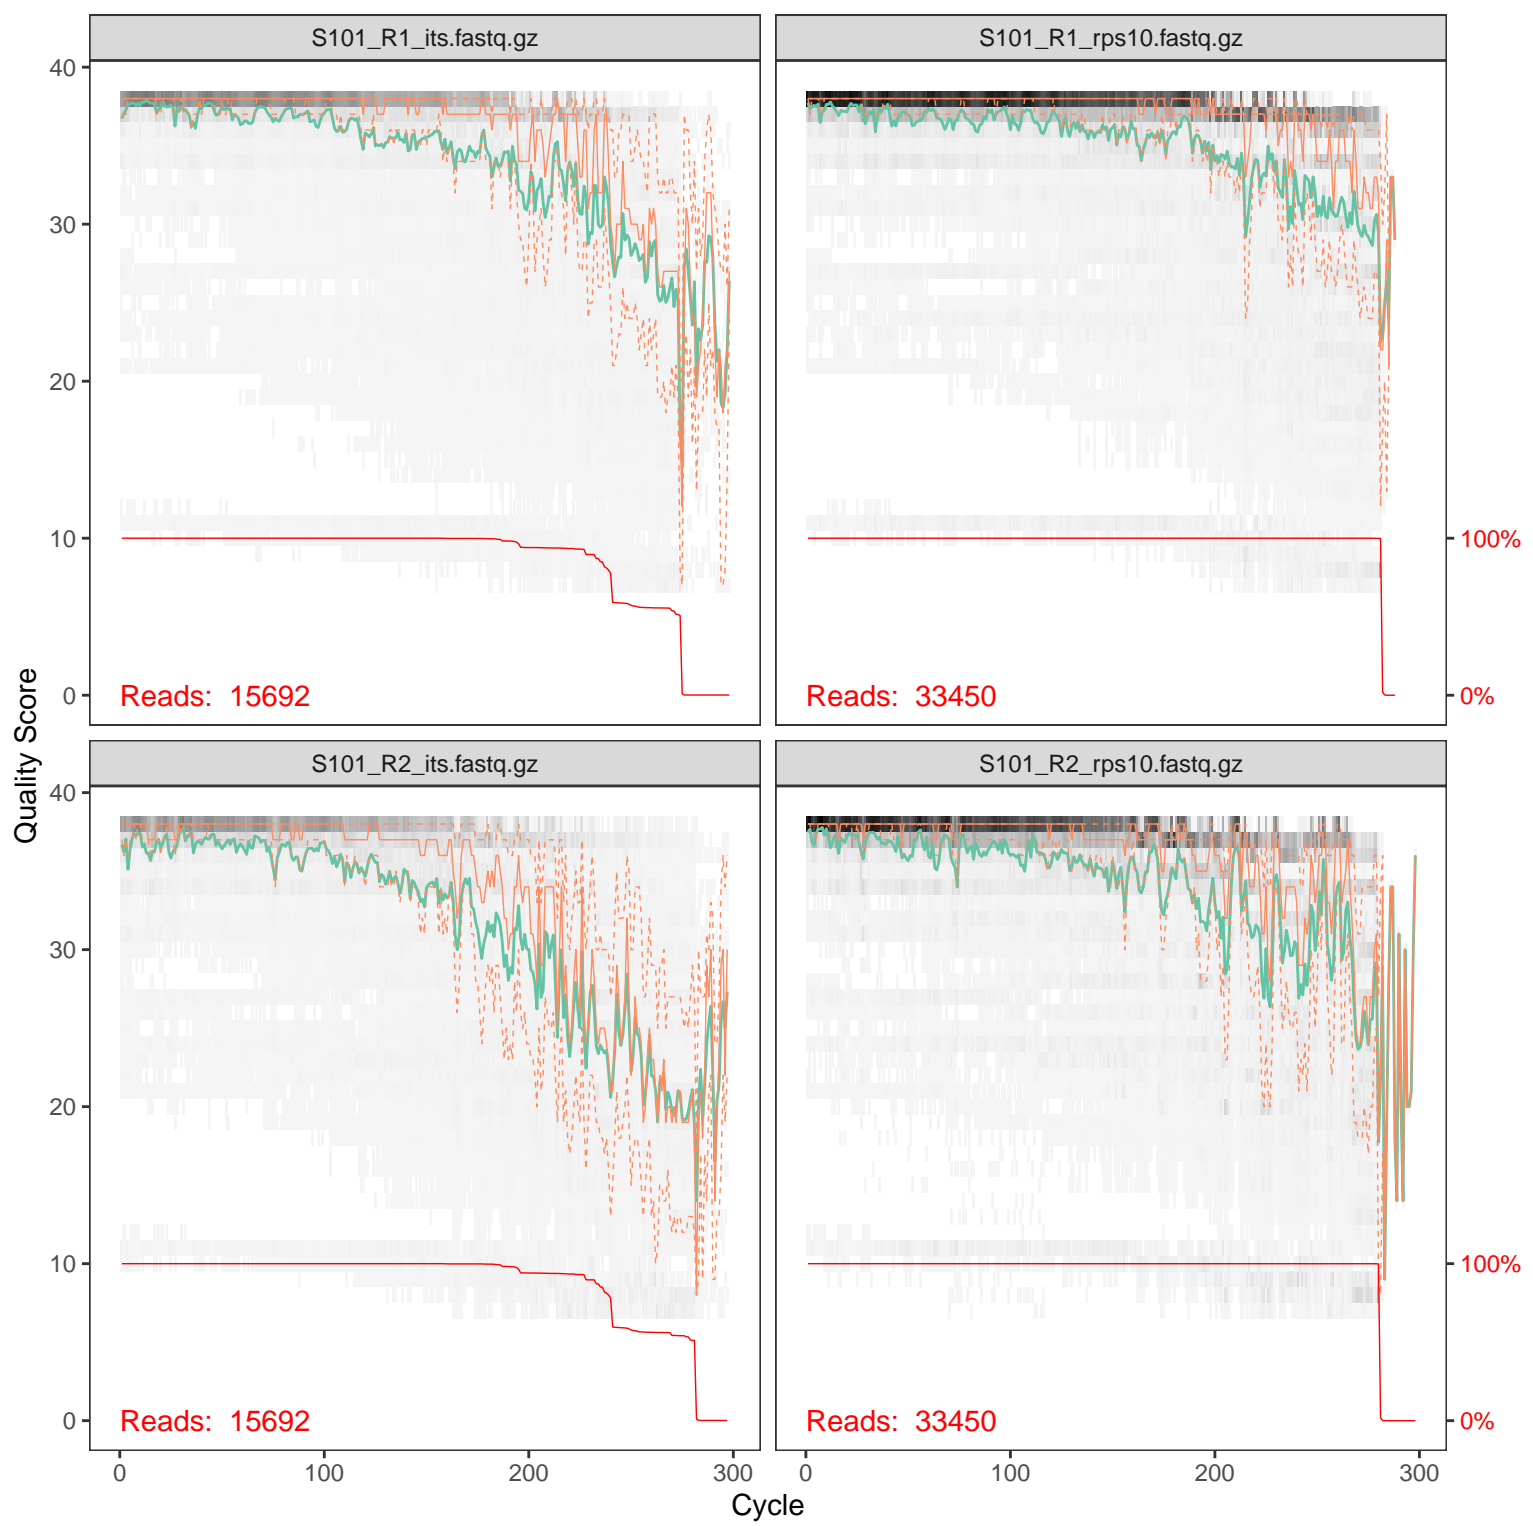 S101_R1_its.fastq.gz
S101_R1_rps10.fastq.gz
40
30
20
10
0
Reads: 15692
Reads: 33450
100%
0%
Quality Score
S101_R2_its.fastq.gz
S101_R2_rps10.fastq.gz
40
30
20
10
0
Reads: 15692
Reads: 33450
100%
0%
0
100
200
300
0
100
200
300
Cycle